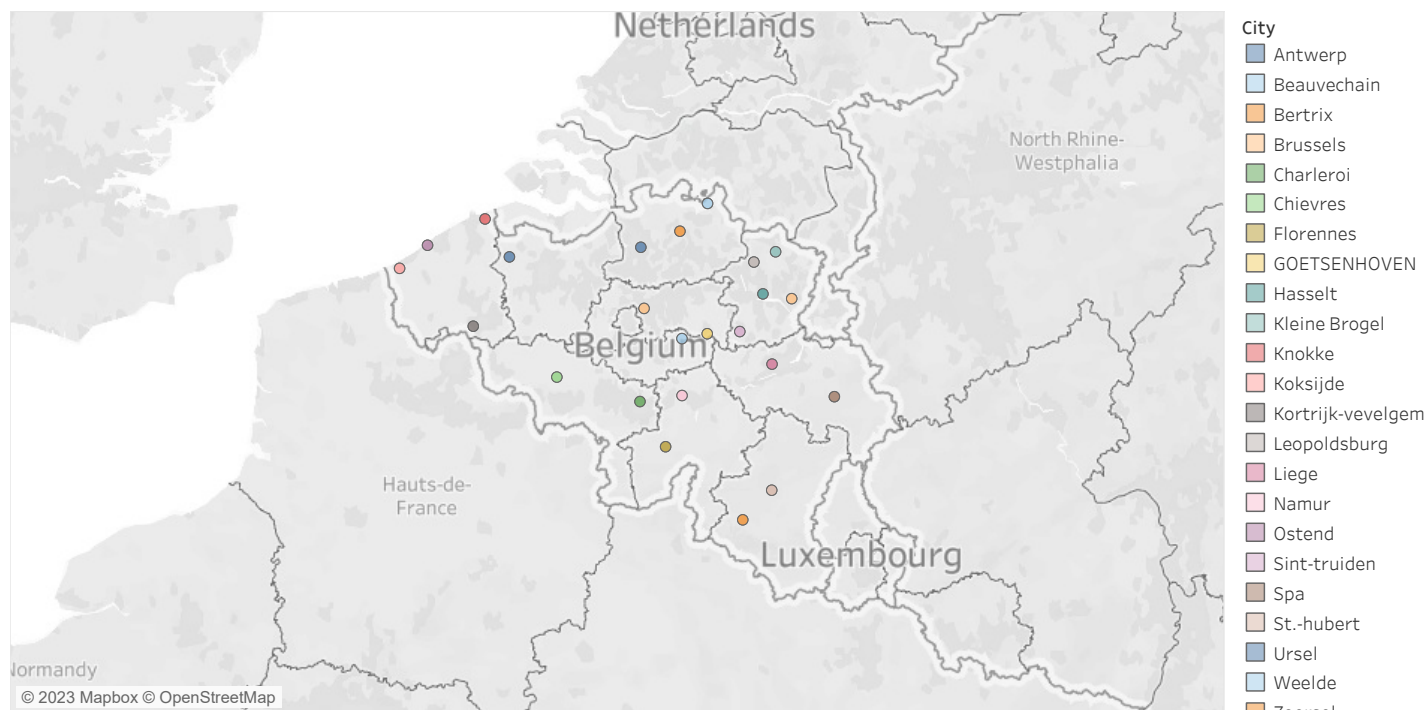 Netherlands
North Rhine-
Westphalia
Belgium
Hauts-de-
France
Luxembourg
Normandy
© 2023 Mapbox © OpenStreetMap
City
Antwerp
Beauvechain
Bertrix
Brussels
Charleroi
Chievres
Florennes
GOETSENHOVEN
Hasselt
Kleine Brogel
Knokke
Koksijde
Kortrijk-vevelgem
Leopoldsburg
Liege
Namur
Ostend
Sint-truiden
Spa
St.-hubert
Ursel
Weelde
Zoersel